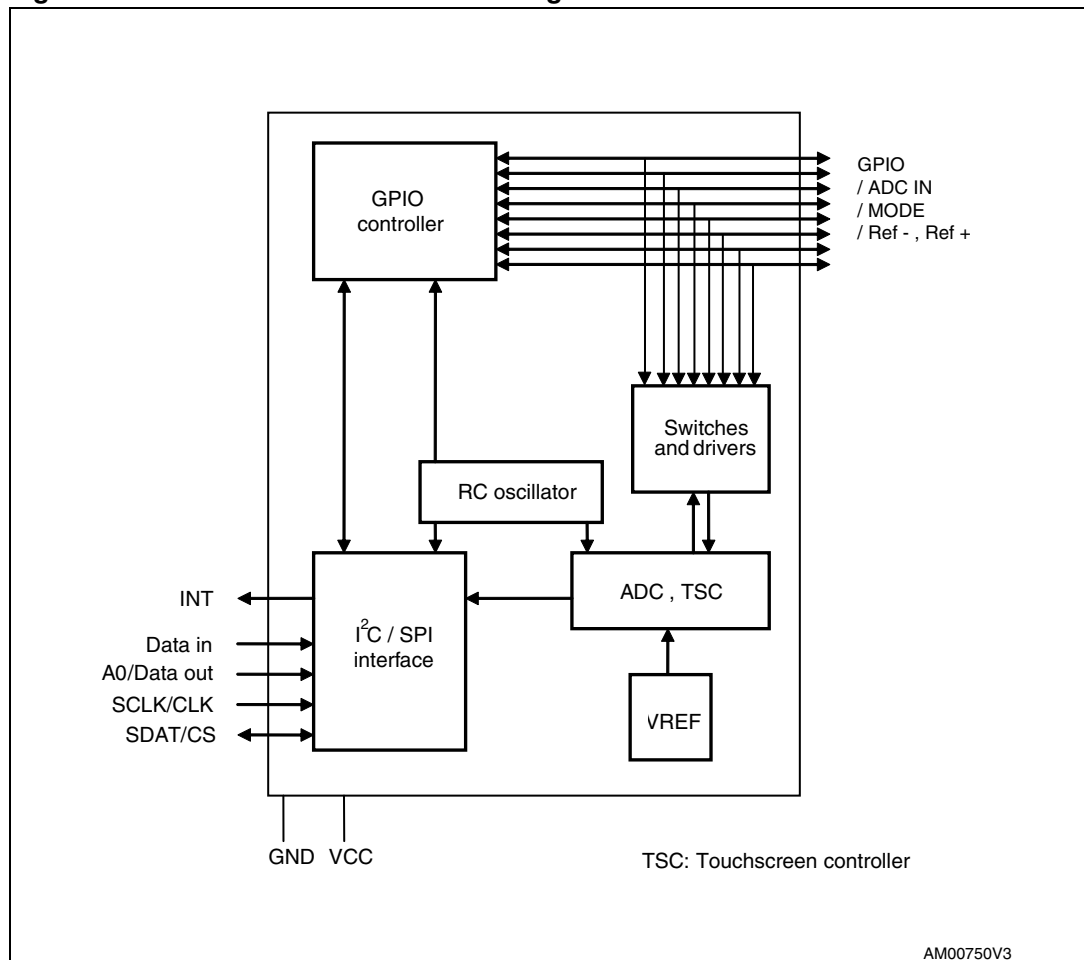 GPIO
controller
GPIO
/ ADC IN
/ MODE
/ Ref - , Ref +
Switches
and drivers
RC oscillator
ADC , TSC
I2C / SPI
interface
VREF
INT
Data in
A0/Data out
SCLK/CLK
SDAT/CS
GND VCC
TSC: Touchscreen controller
AM00750V3